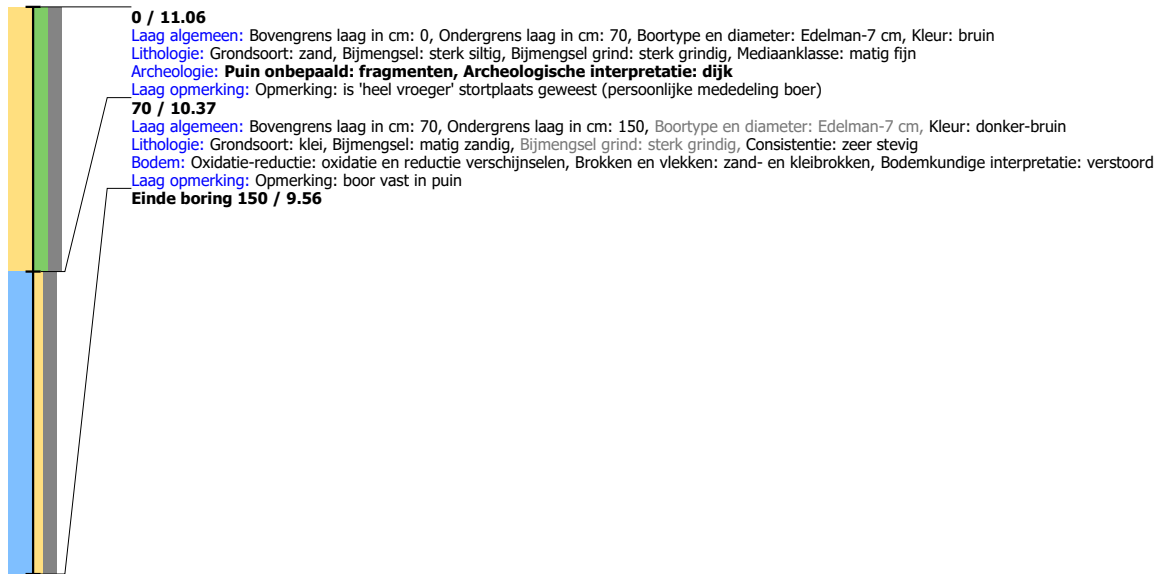 0 / 11.06
Laag algemeen: Bovengrens laag in cm: 0, Ondergrens laag in cm: 70, Boortype en diameter: Edelman-7 cm, Kleur: bruin
Lithologie: Grondsoort: zand, Bijmengsel: sterk siltig, Bijmengsel grind: sterk grindig, Mediaanklasse: matig fijn
Archeologie: Puin onbepaald: fragmenten, Archeologische interpretatie: dijk
Laag opmerking: Opmerking: is 'heel vroeger' stortplaats geweest (persoonlijke mededeling boer)
70 / 10.37
Laag algemeen: Bovengrens laag in cm: 70, Ondergrens laag in cm: 150, Boortype en diameter: Edelman-7 cm, Kleur: donker-bruin
Lithologie: Grondsoort: klei, Bijmengsel: matig zandig, Bijmengsel grind: sterk grindig, Consistentie: zeer stevig
Bodem: Oxidatie-reductie: oxidatie en reductie verschijnselen, Brokken en vlekken: zand- en kleibrokken, Bodemkundige interpretatie: verstoord
Laag opmerking: Opmerking: boor vast in puin
Einde boring 150 / 9.56